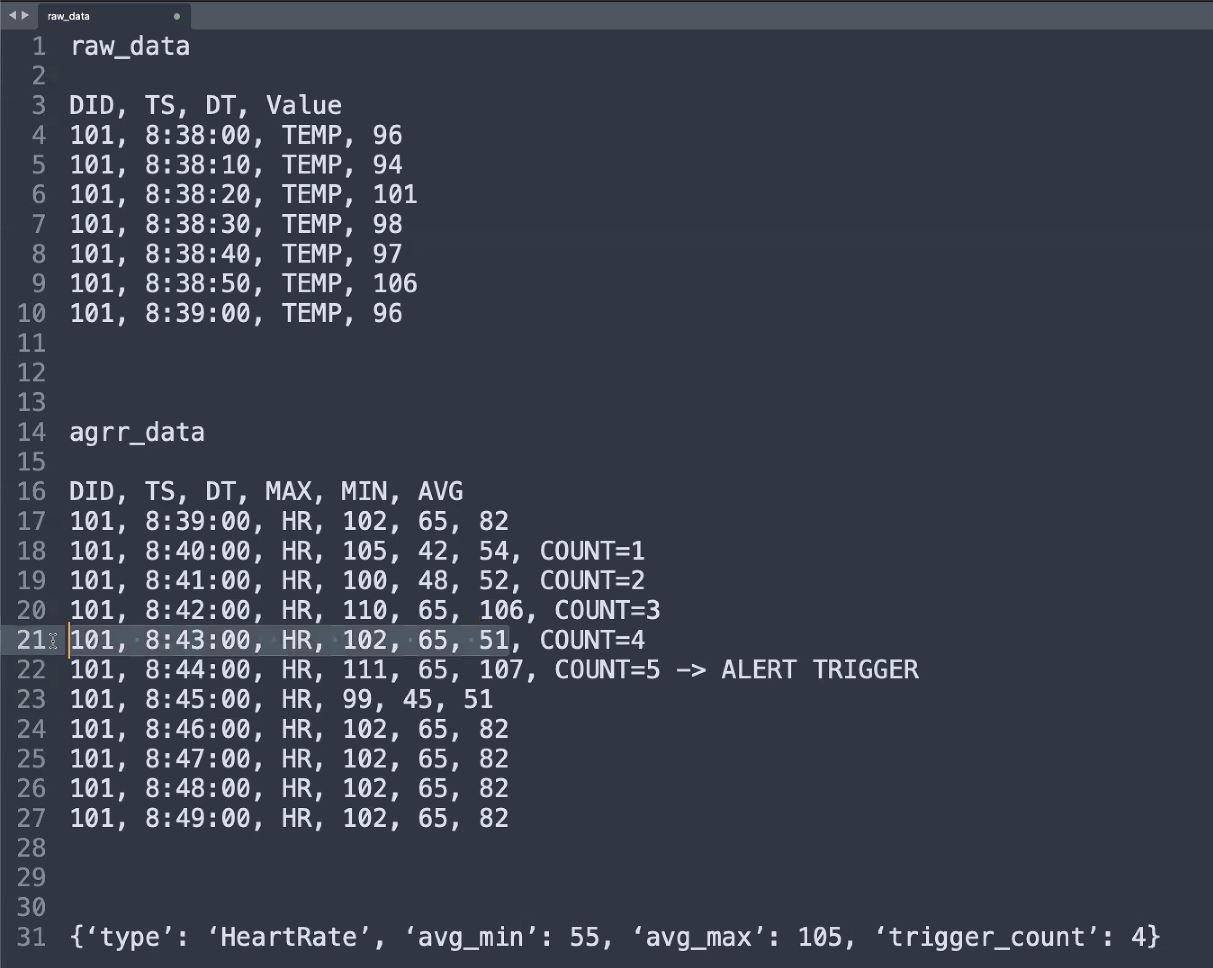 raw_data
1 raw_data
2
3 DID, TS, DT, Value
4 101, 8:38:00, TEMP, 96
5 101, 8:38:10, TEMP, 94
6 101, 8:38:20, TEMP, 101
7 101, 8:38:30, TEMP, 98
8 101, 8:38:40, TEMP, 97
9 101, 8:38:50, TEMP, 106
10 101, 8:39:00, TEMP, 96
11
12
13
14 agrr_data
15
16 DID, TS, DT, MAX, MIN, AVG
17 101, 8:39:00, HR, 102, 65, 82
18 101, 8:40:00, HR, 105, 42, 54, COUNT=1
19 101, 8:41:00, HR, 100, 48, 52, COUNT=2
20 101, 8:42:00, HR, 110, 65, 106, COUNT=3
21 101, 8:43:00, HR, 102, 65, 51, COUNT=4
22 101, 8:44:00, HR, 111, 65, 107, COUNT=5 -> ALERT TRIGGER
23 101, 8:45:00, HR, 99, 45, 51
24 101, 8:46:00, HR, 102, 65, 82
25 101, 8:47:00, HR, 102, 65, 82
26 101, 8:48:00, HR, 102, 65, 82
27 101, 8:49:00, HR, 102, 65, 82
28
29
30
31 {‘type’: ‘HeartRate’, ‘avg_min’: 55, ‘avg_max’: 105, ‘trigger_count’: 4}